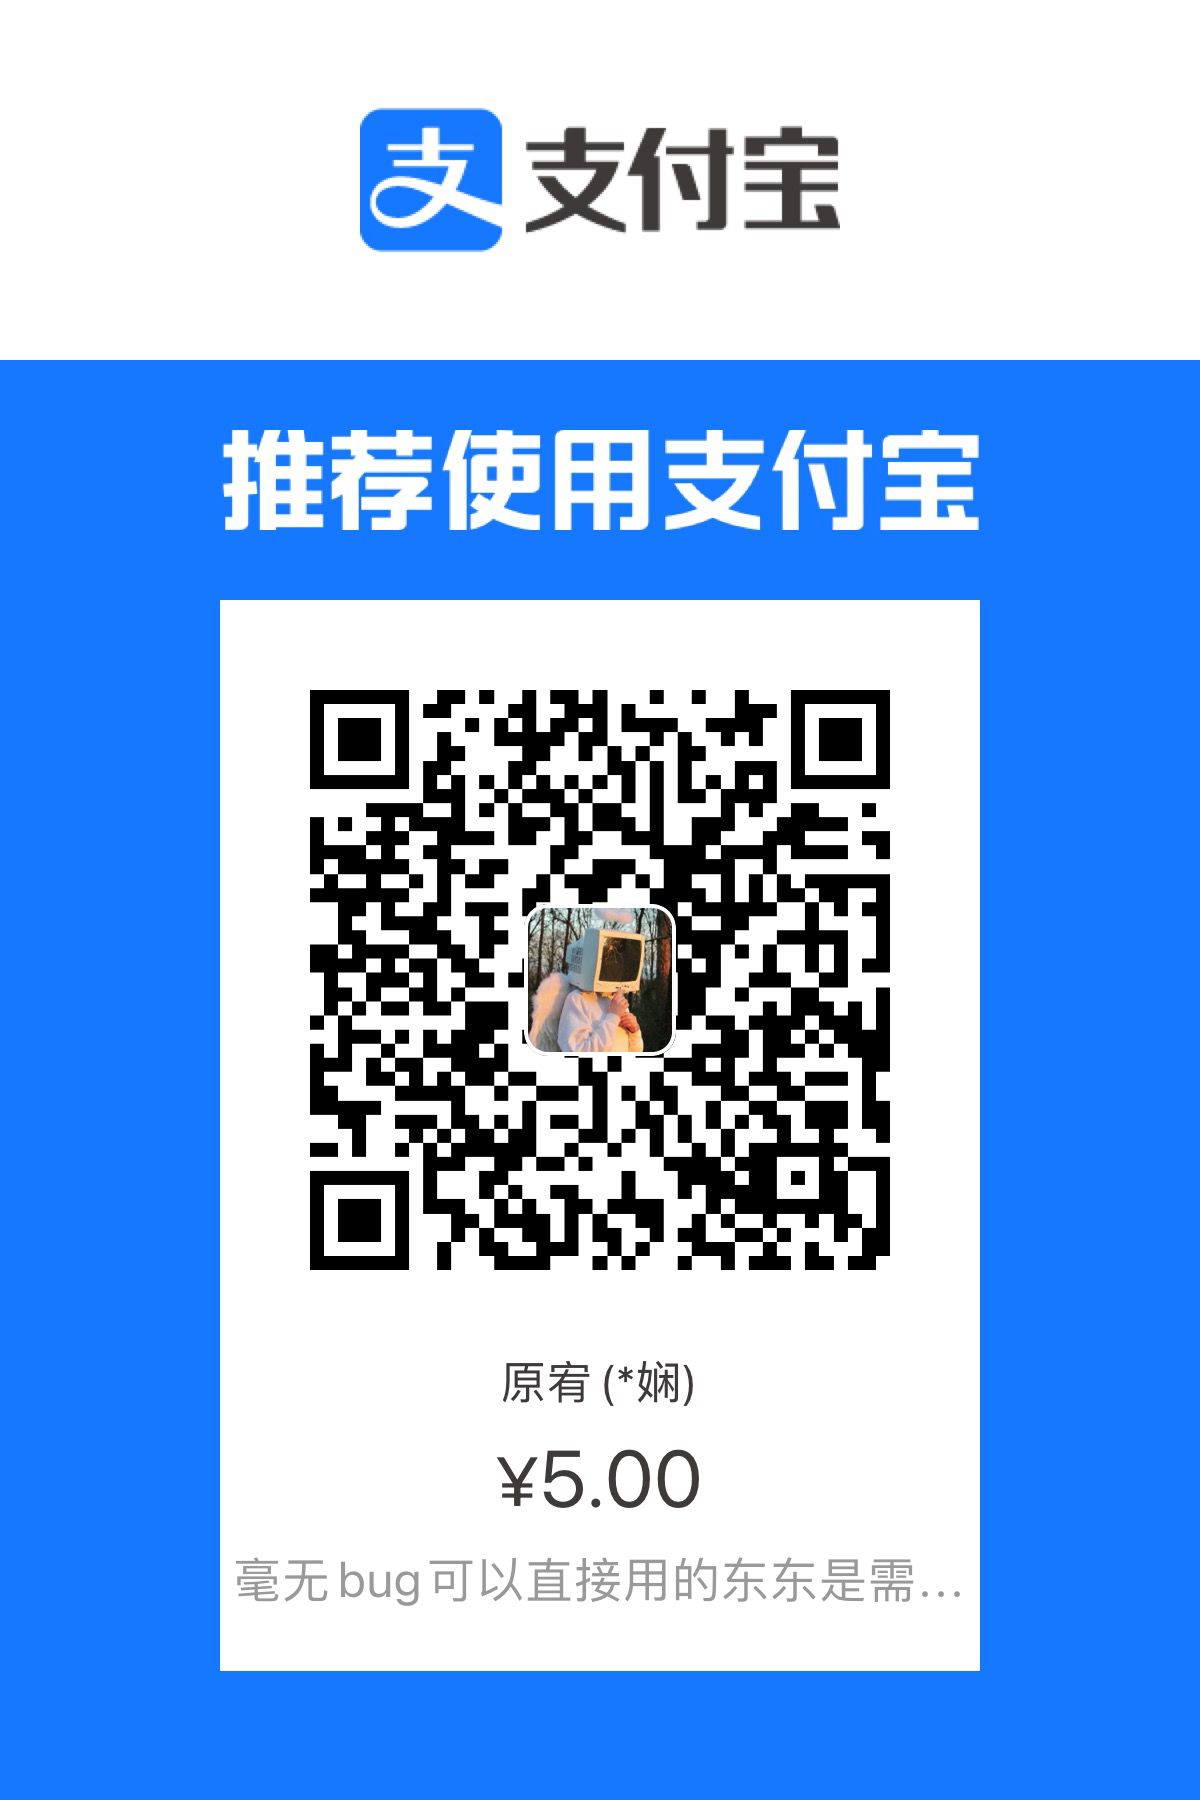 支 支付宝
推荐使用支付宝
原宥 (*娴)
¥5.00
毫无bug可以直接用的东东是需...